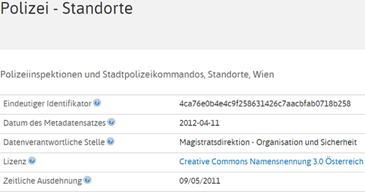 Polizei - Standorte
Polizeiinspektionen und Stadtpolizeikommandos, Standorte, Wien
Eindeutiger Identifikator 4ca76e0b4e4c9f258631426c7aacbfab0718b258
Datum des Metadatensatzes 2012-04-11
Datenverantwortliche Stelle Magistratsdirektion - Organisation und Sicherheit
Lizenz Creative Commons Namensnennung 3.0 Österreich
Zeitliche Ausdehnung 09/05/2011